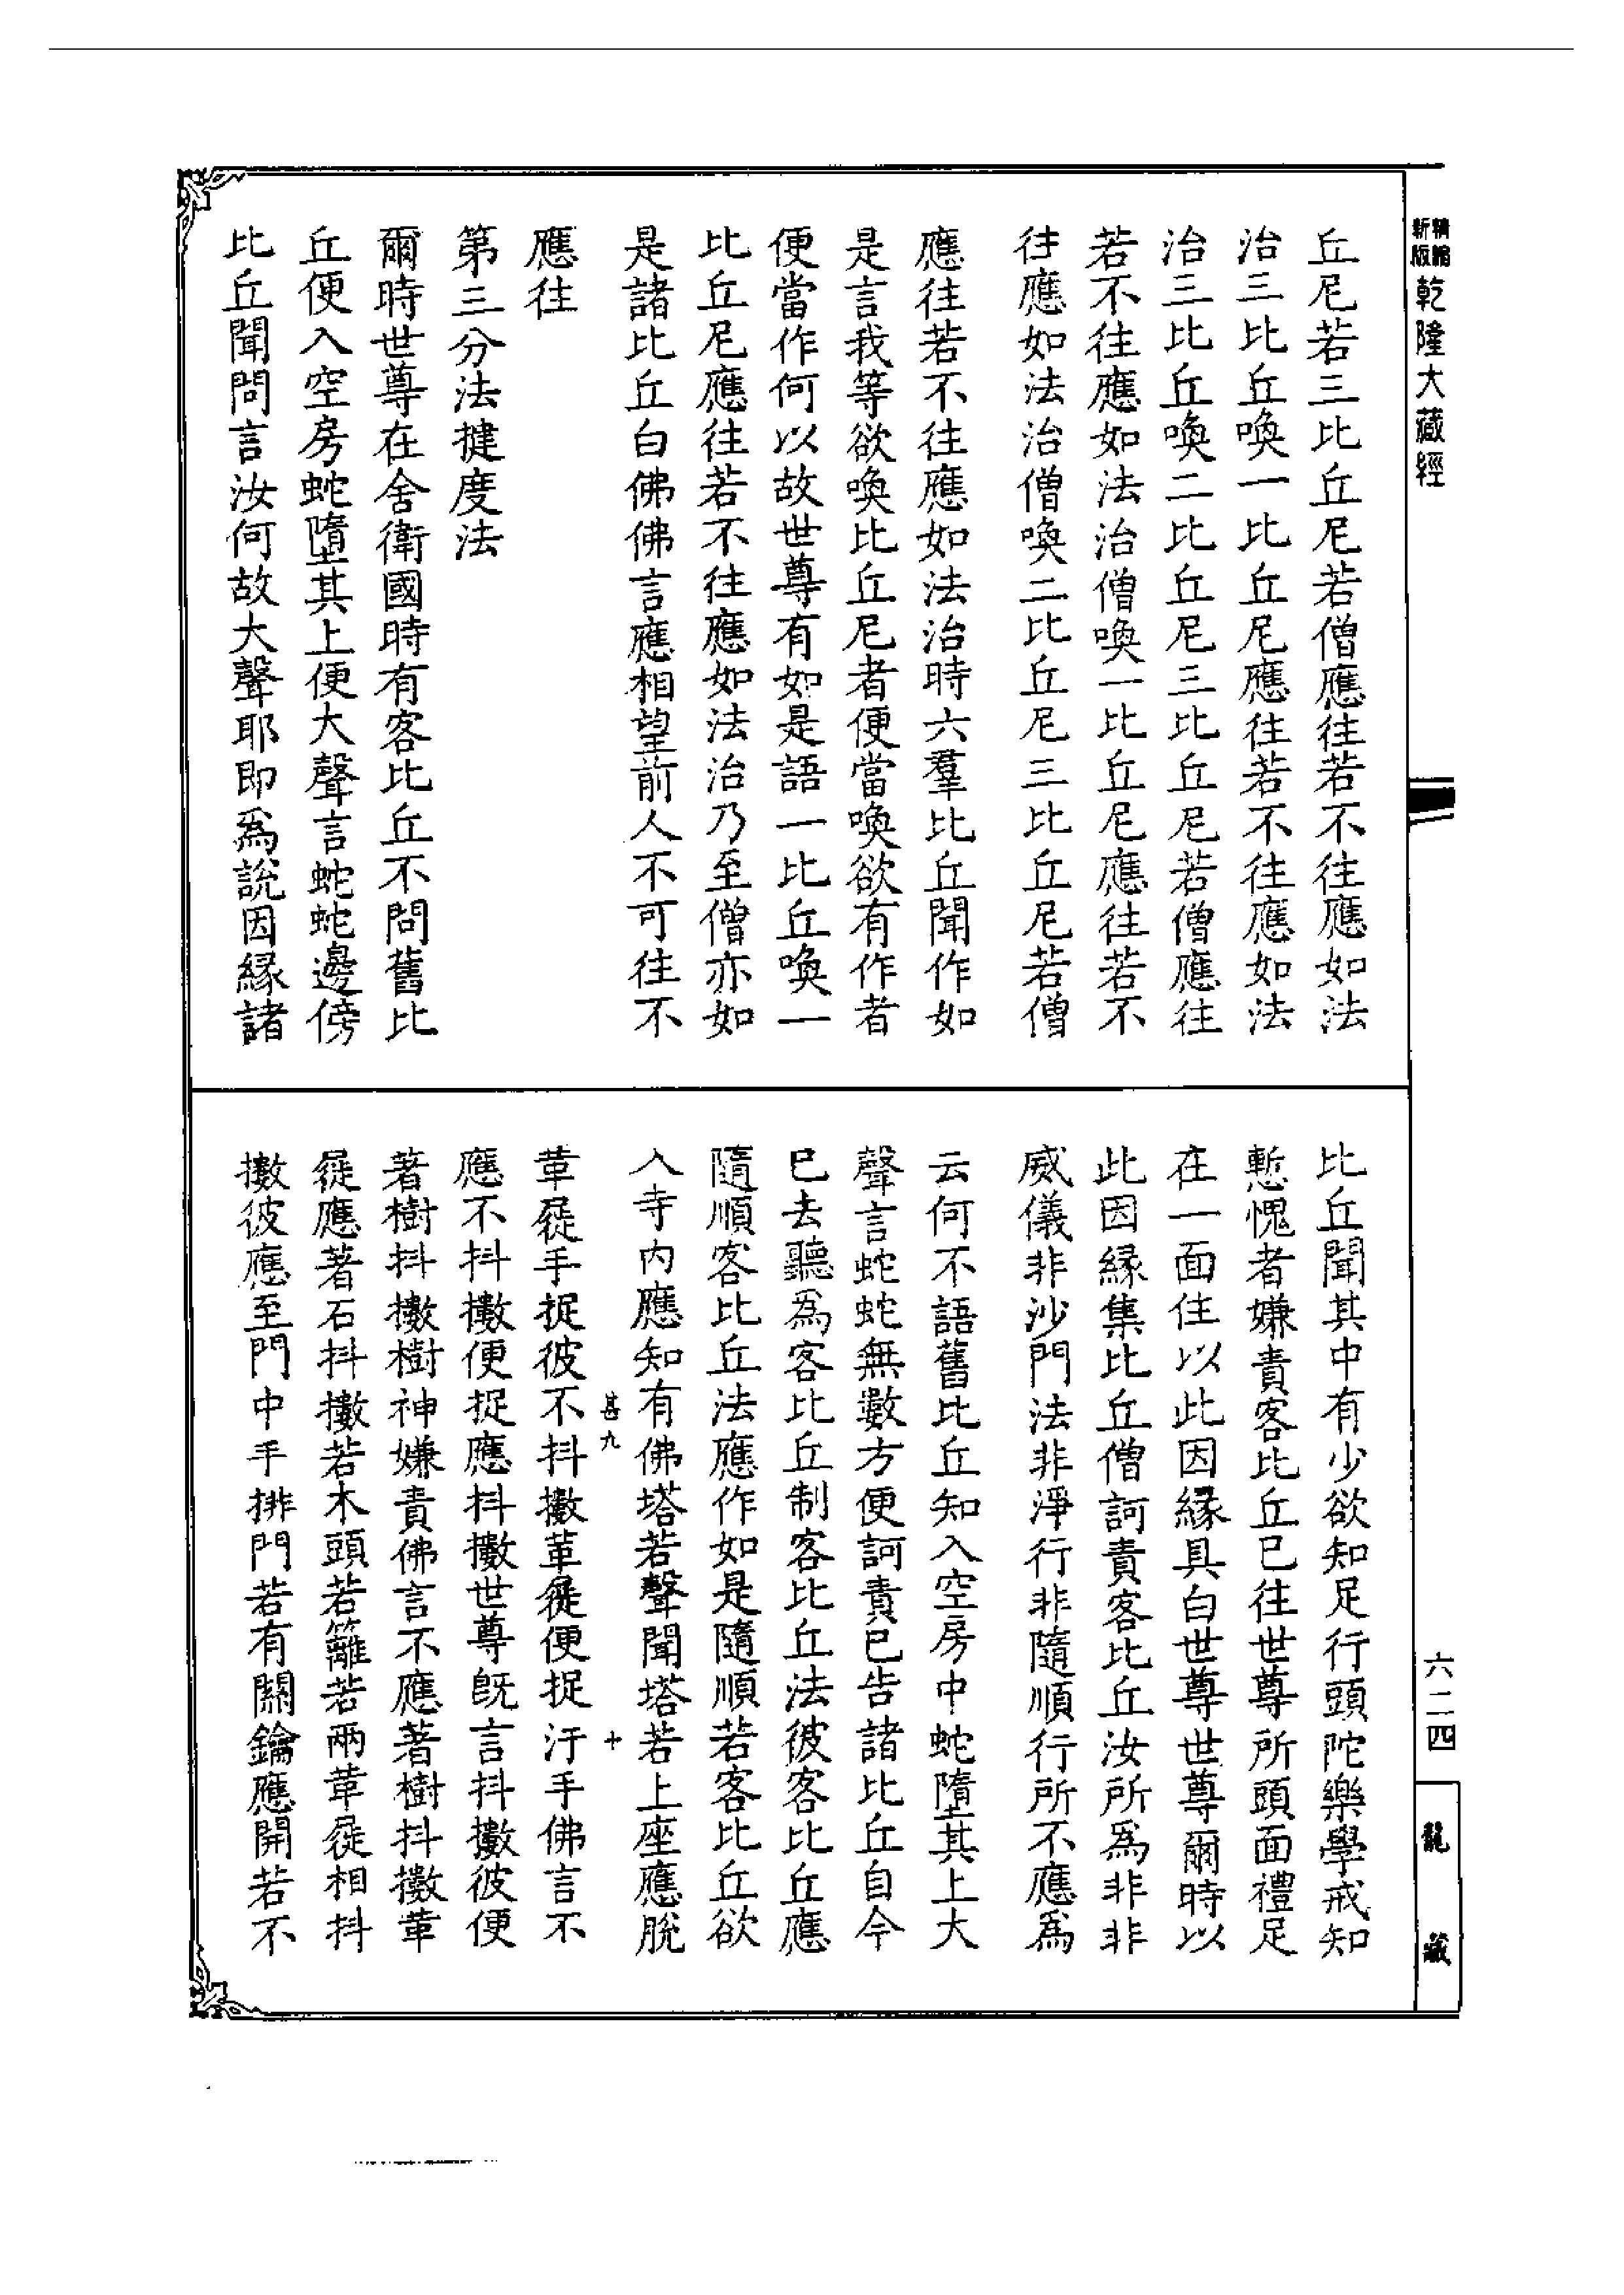 新版
精縮
乾隆大藏經
丘尼若三比丘尼若僧應往若不往應如法
治三比丘喚一比丘尼應往若不往應如法
治三比丘喚二比丘尼三比丘尼若僧應往
若不往應如法治僧喚一比丘尼應往若不
往應如法治僧喚二比丘尼三比丘尼若僧
應往若不往應如法治時六羣比丘聞作如
是言我等欲喚比丘尼者便當喚欲有作者
便當作何以故世尊有如是語一比丘喚一
比丘尼應往若不往應如法治乃至僧亦如
是諸比丘白佛佛言應相望前人不可往不
應往
第三分法揵度法
爾時世尊在舍衛國時有客比丘不問舊比
丘便入空房蛇墮其上便大聲言蛇蛇邊傍
比丘聞問言汝何故大聲耶即為說因緣諸
比丘聞其中有少欲知足行頭陀樂學戒知
慙愧者嫌責客比丘已往世尊所頭面禮足
在一面住以此因緣具白世尊世尊爾時以
此因緣集比丘僧訶責客比丘汝所為非非
威儀非沙門法非淨行非隨順行所不應為
云何不語舊比丘知入空房中蛇墮其上大
聲言蛇蛇無數方便訶責已告諸比丘自今
已去聽為客比丘制客比丘法彼客比丘應
隨順客比丘法應作如是隨順若客比丘欲
入寺內應知有佛塔若聲聞塔若上座應脫
甚九
十
革屣手捉彼不抖擻革屣便捉汙手佛言不
應不抖擻便捉應抖擻世尊既言抖擻彼便
著樹抖擻樹神嫌責佛言不應著樹抖擻革
屣應著石抖擻若木頭若籬若兩革屣相抖
擻彼應至門中手排門若有關鑰應開若不
六二四
龍藏